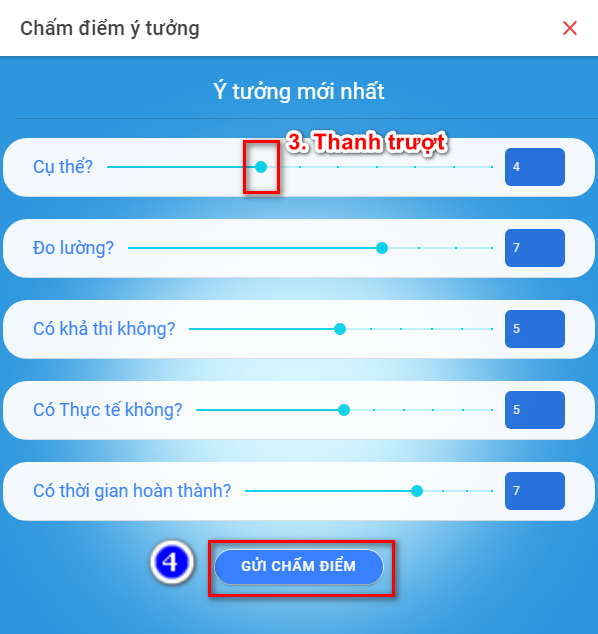 Chấm điểm ý tưởng
Ý tưởng mới nhất
3. Thanh trượt
Cụ thể?
4
Đo lường?
7
Có khả thi không?
5
Có Thực tế không?
5
Có thời gian hoàn thành?
7
4
GỬI CHẤM ĐIỂM